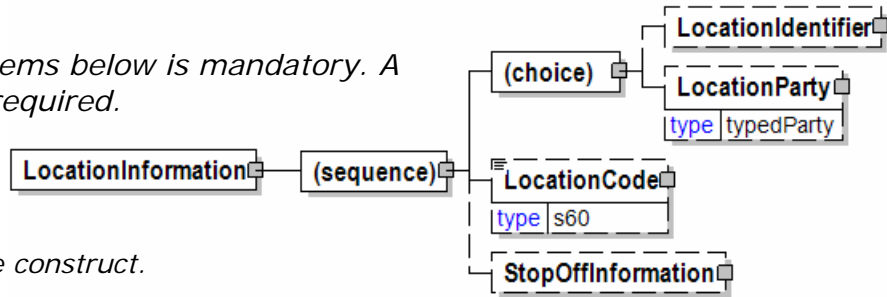 LocationIdentifier
ems below is mandatory. A
(choice)
LocationParty
required.
type typedParty
LocationInformation
(sequence)
LocationCode
type s60
e construct.
StopOffInformation